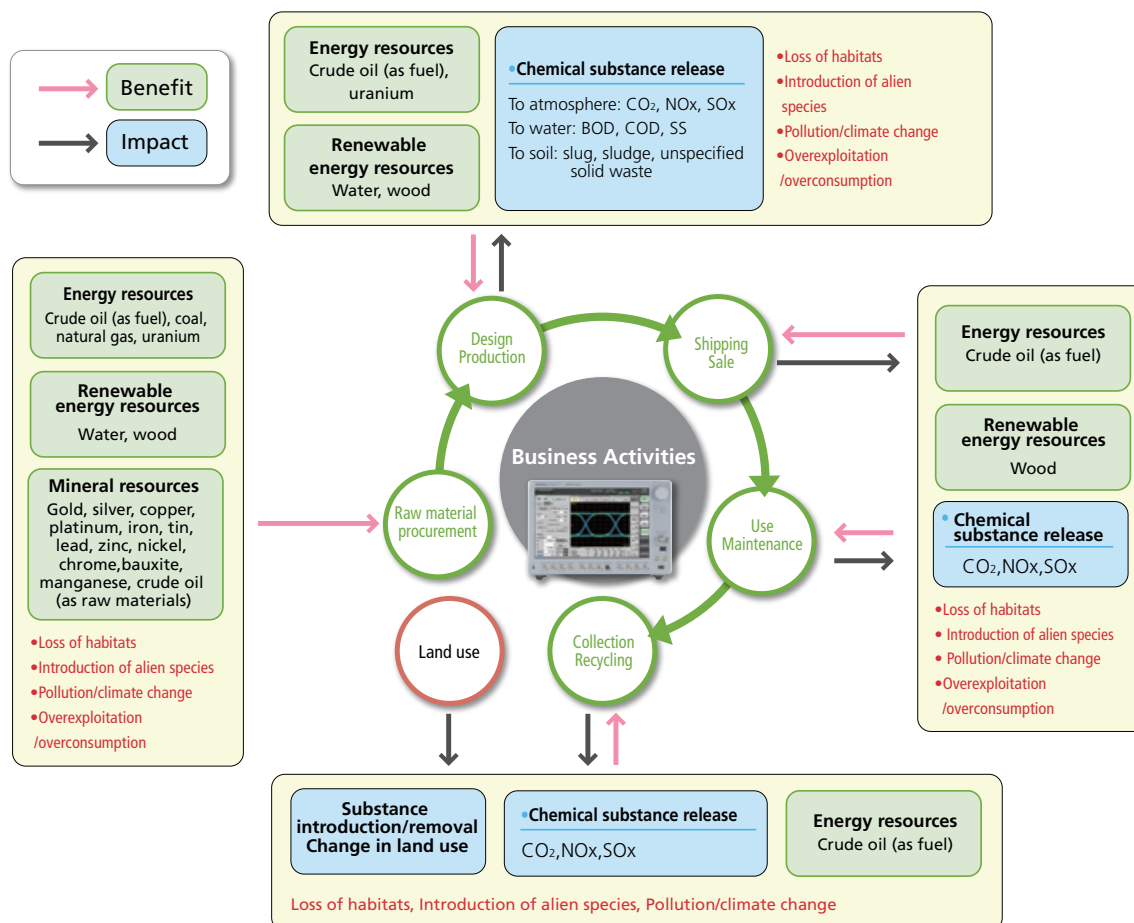 Benefit
Impact
Energy resources
Crude oil (as fuel),
uranium
Renewable
energy resources
Water, wood
•Chemical substance release
To atmosphere: CO₂, NOx, SOx
To water: BOD, COD, SS
To soil: slug, sludge, unspecified
solid waste
•Loss of habitats
•Introduction of alien
species
•Pollution/climate change
•Overexploitation
/overconsumption
Energy resources
Crude oil (as fuel), coal,
natural gas, uranium
Renewable
energy resources
Water, wood
Mineral resources
Gold, silver, copper,
platinum, iron, tin,
lead, zinc, nickel,
chrome,bauxite,
manganese, crude oil
(as raw materials)
•Loss of habitats
•Introduction of alien species
•Pollution/climate change
•Overexploitation
/overconsumption
Design
Production
Shipping
Sale
Business Activities
Raw material
procurement
Use
Maintenance
Land use
Collection
Recycling
Energy resources
Crude oil (as fuel)
Renewable
energy resources
Wood
• Chemical
substance release
CO₂,NOx,SOx
•Loss of habitats
• Introduction of alien species
• Pollution/climate change
•Overexploitation
/overconsumption
Substance
introduction/removal
Change in land use
•Chemical substance release
CO₂,NOx,SOx
Energy resources
Crude oil (as fuel)
Loss of habitats, Introduction of alien species, Pollution/climate change